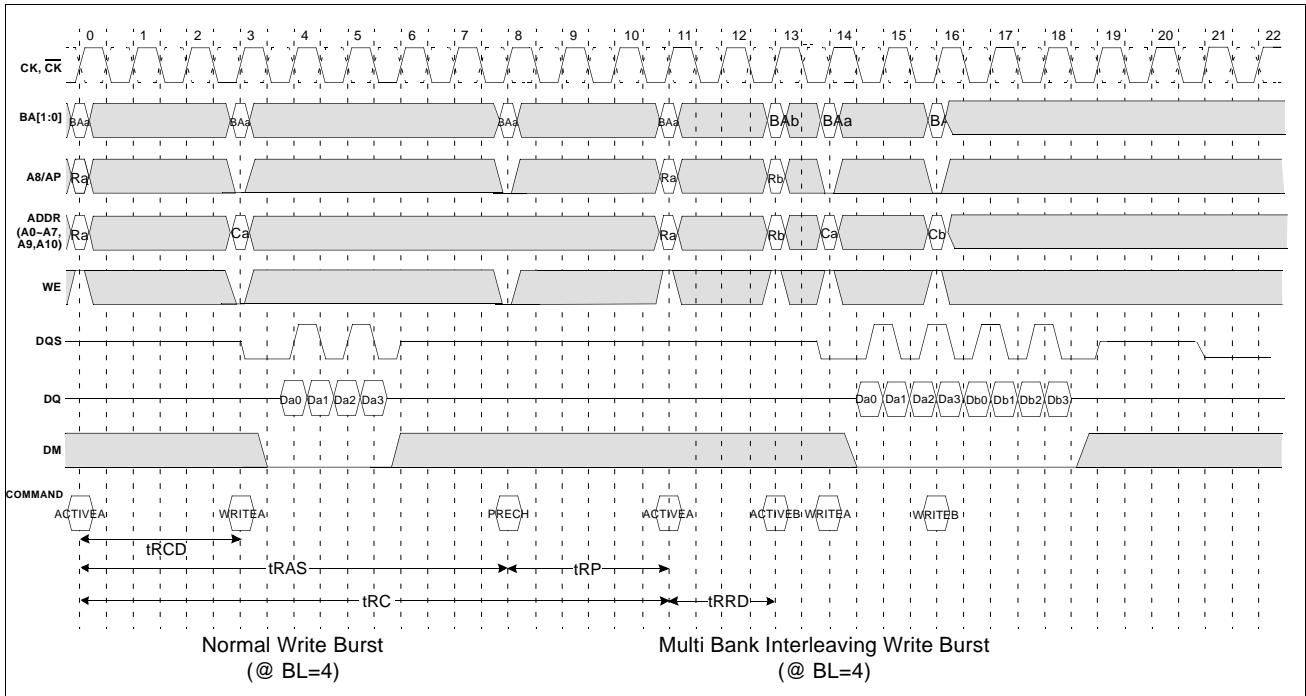 0 1 2 3 4 5 6 7 8 9 10 11 12 13 14 15 16 17 18 19 20 21 22
CK, CK
BA[1:0] BAa BAa BAa BAa BAb BAa BA
A8/AP Ra Ra Rb
ADDR
(A0~A7,
A9,A10)
Ra Ca Ra Rb Ca Cb
WE
DQS
DQ Da0 Da1 Da2 Da3 Da0 Da1 Da2 Da3 Db0 Db1 Db2 Db3
DM
COMMAND
ACTIVEA WRITEA PRECH ACTIVEA ACTIVEB WRITEA WRITEB
tRCD
tRAS tRP
tRC tRRD
Normal Write Burst Multi Bank Interleaving Write Burst
(@ BL=4) (@ BL=4)